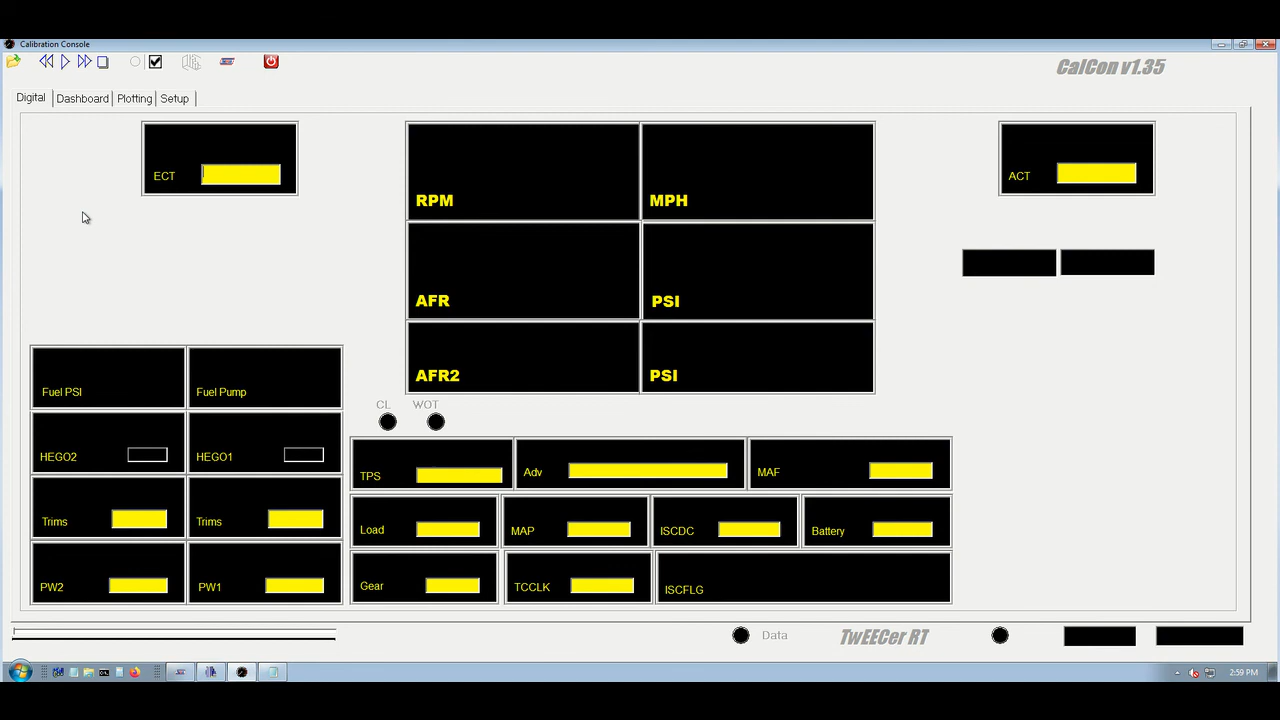 Calibration Console
CalCon v1.35
Digital
Dashboard
Plotting
Setup
ECT
RPM
MPH
ACT
AFR
PSI
AFR2
PSI
Fuel PSI
Fuel Pump
CL
WOT
HEGO2
HEGO1
TPS
Adv
MAF
Trims
Trims
Load
MAP
ISCDC
Battery
PW2
PW1
Gear
TCCLK
ISCFLG
Data
TwEECer RT
2:59 PM